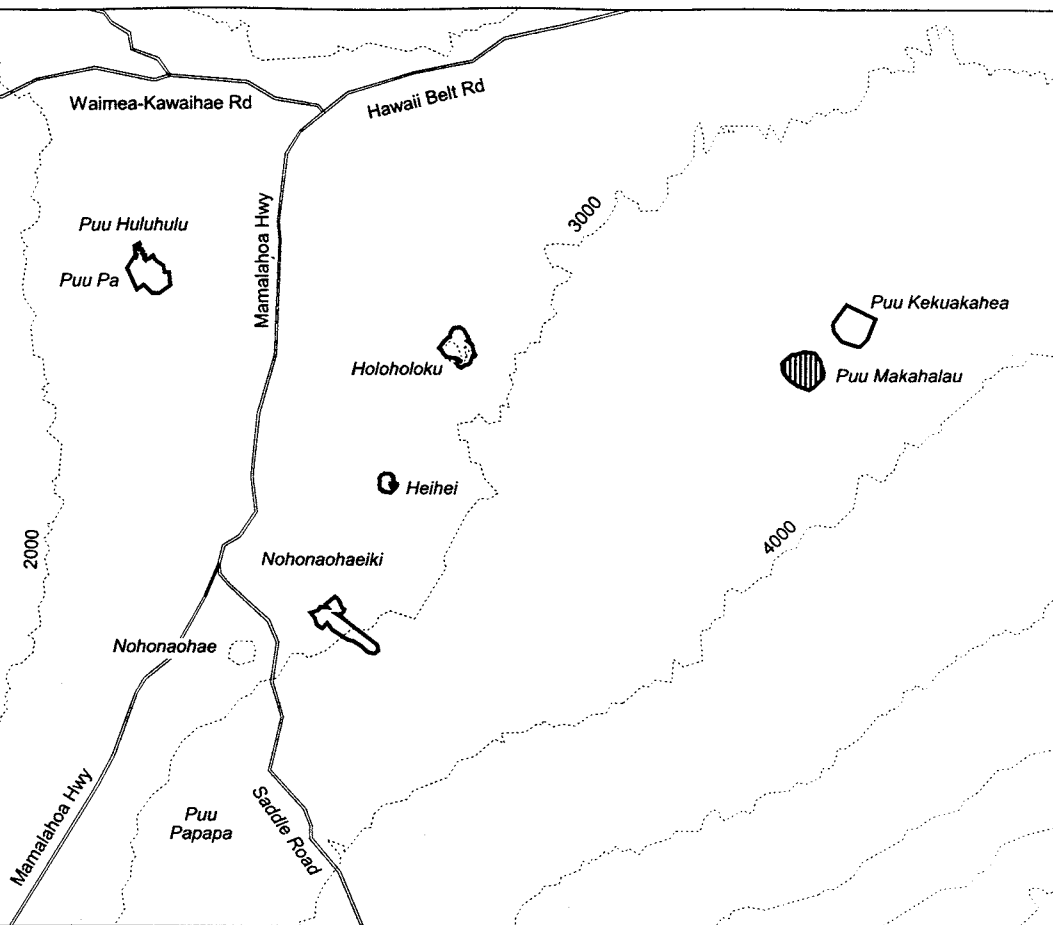 Waimea-Kawaihae Rd
Hawaii Belt Rd
Mamalahoa Hwy
Puu Huluhulu
Puu Pa
3000
Puu Kekuakahea
Holoholoku
Puu Makahalau
Heihei
2000
4000
Nohonaohaeiki
Nohonaohae
Mamalahoa Hwy
Saddle Road
Puu
Papapa